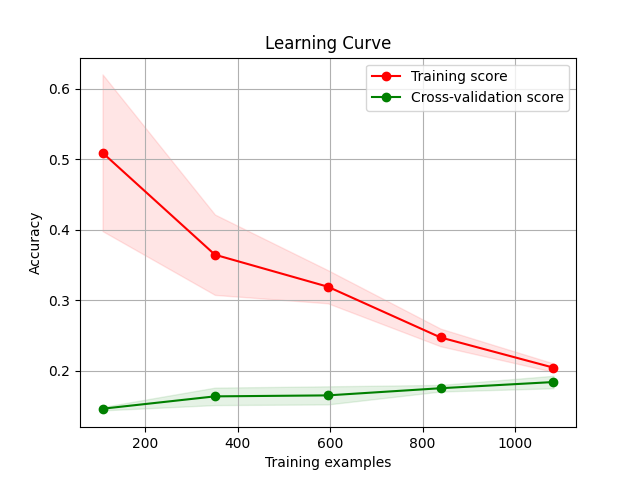 Learning Curve
Training score
Cross-validation score
Accuracy
0.6
0.5
0.4
0.3
0.2
200 400 600 800 1000
Training examples